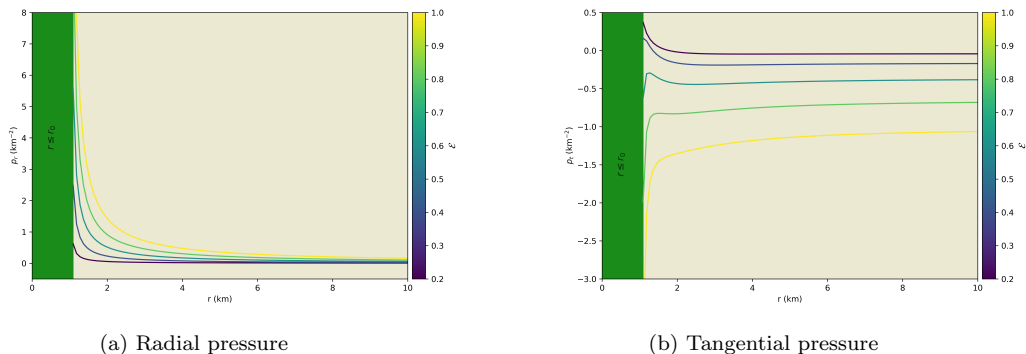 8
7
6
5
4
3
2
1
0
pᵣ (km⁻²)
r ≤ r₀
0 2 4 6 8 10
r (km)
1.0
0.9
0.8
0.7
0.6
0.5
0.4
0.3
0.2
ℰ
(a) Radial pressure
0.5
0.0
−0.5
−1.0
−1.5
−2.0
−2.5
−3.0
pₜ (km⁻²)
r ≤ r₀
0 2 4 6 8 10
r (km)
1.0
0.9
0.8
0.7
0.6
0.5
0.4
0.3
0.2
ℰ
(b) Tangential pressure